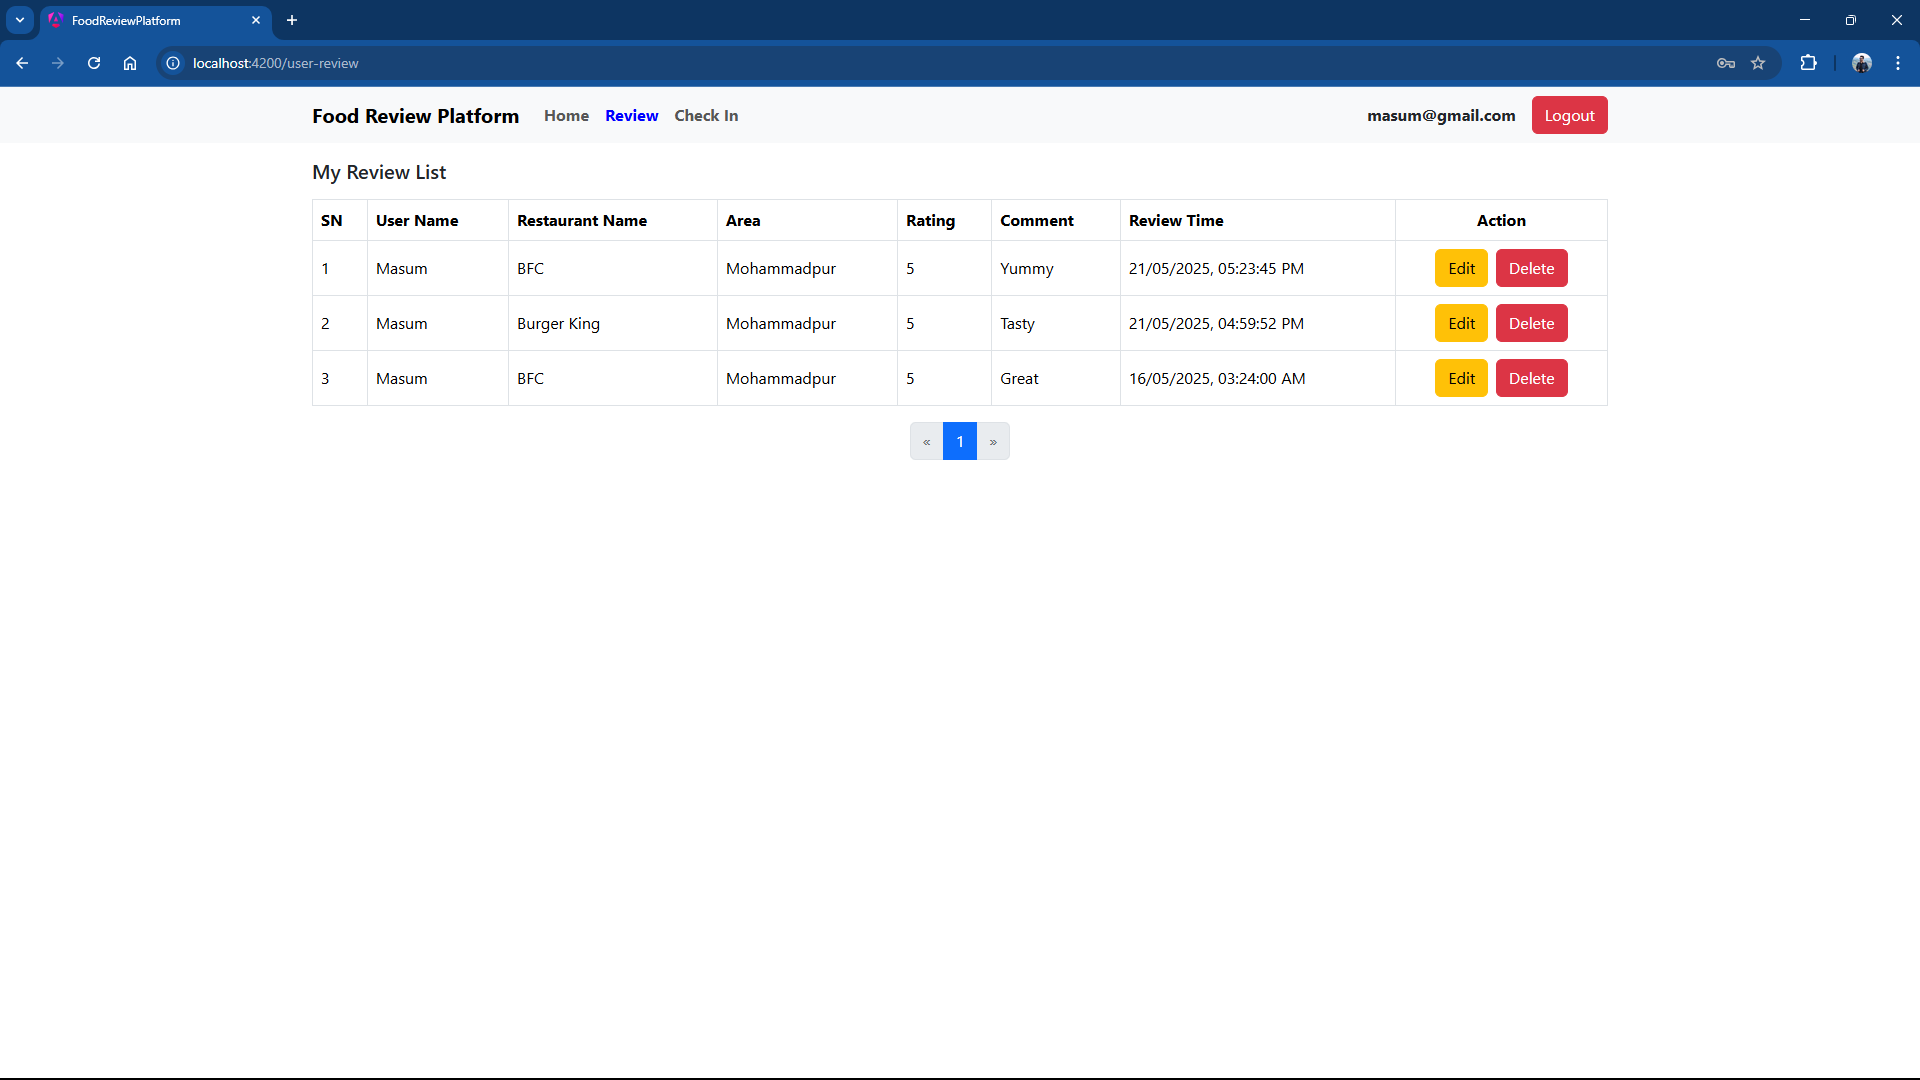 FoodReviewPlatform
localhost:4200/user-review
Food Review Platform Home Review Check In masum@gmail.com Logout
My Review List
SN User Name Restaurant Name Area Rating Comment Review Time Action
1 Masum BFC Mohammadpur 5 Yummy 21/05/2025, 05:23:45 PM Edit Delete
2 Masum Burger King Mohammadpur 5 Tasty 21/05/2025, 04:59:52 PM Edit Delete
3 Masum BFC Mohammadpur 5 Great 16/05/2025, 03:24:00 AM Edit Delete
« 1 »